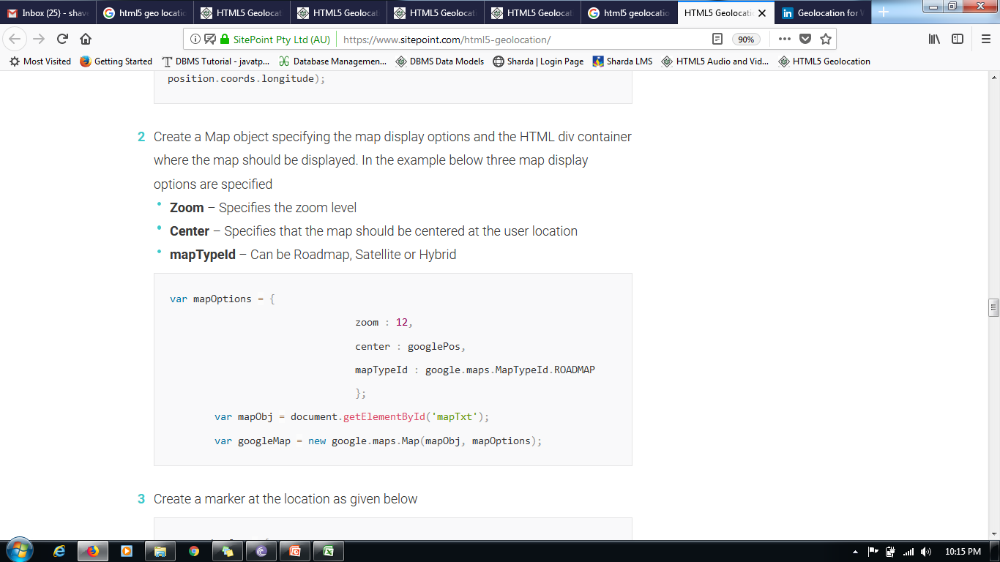 Inbox (25) - shav
html5 geo locatio
HTML5 Geolocat
HTML5 Geolocat
HTML5 Geolocat
HTML5 Geolocat
html5 geolocatio
HTML5 Geolocatio
Geolocation for W
SitePoint Pty Ltd (AU)
https://www.sitepoint.com/html5-geolocation/
90%
Most Visited
Getting Started
DBMS Tutorial - javatp...
Database Management...
DBMS Data Models
Sharda | Login Page
Sharda LMS
HTML5 Audio and Vid...
HTML5 Geolocation
position.coords.longitude);
2 Create a Map object specifying the map display options and the HTML div container
where the map should be displayed. In the example below three map display
options are specified
• Zoom – Specifies the zoom level
• Center – Specifies that the map should be centered at the user location
• mapTypeId – Can be Roadmap, Satellite or Hybrid
var mapOptions = {
zoom : 12,
center : googlePos,
mapTypeId : google.maps.MapTypeId.ROADMAP
};
var mapObj = document.getElementById('mapTxt');
var googleMap = new google.maps.Map(mapObj, mapOptions);
3 Create a marker at the location as given below
10:15 PM